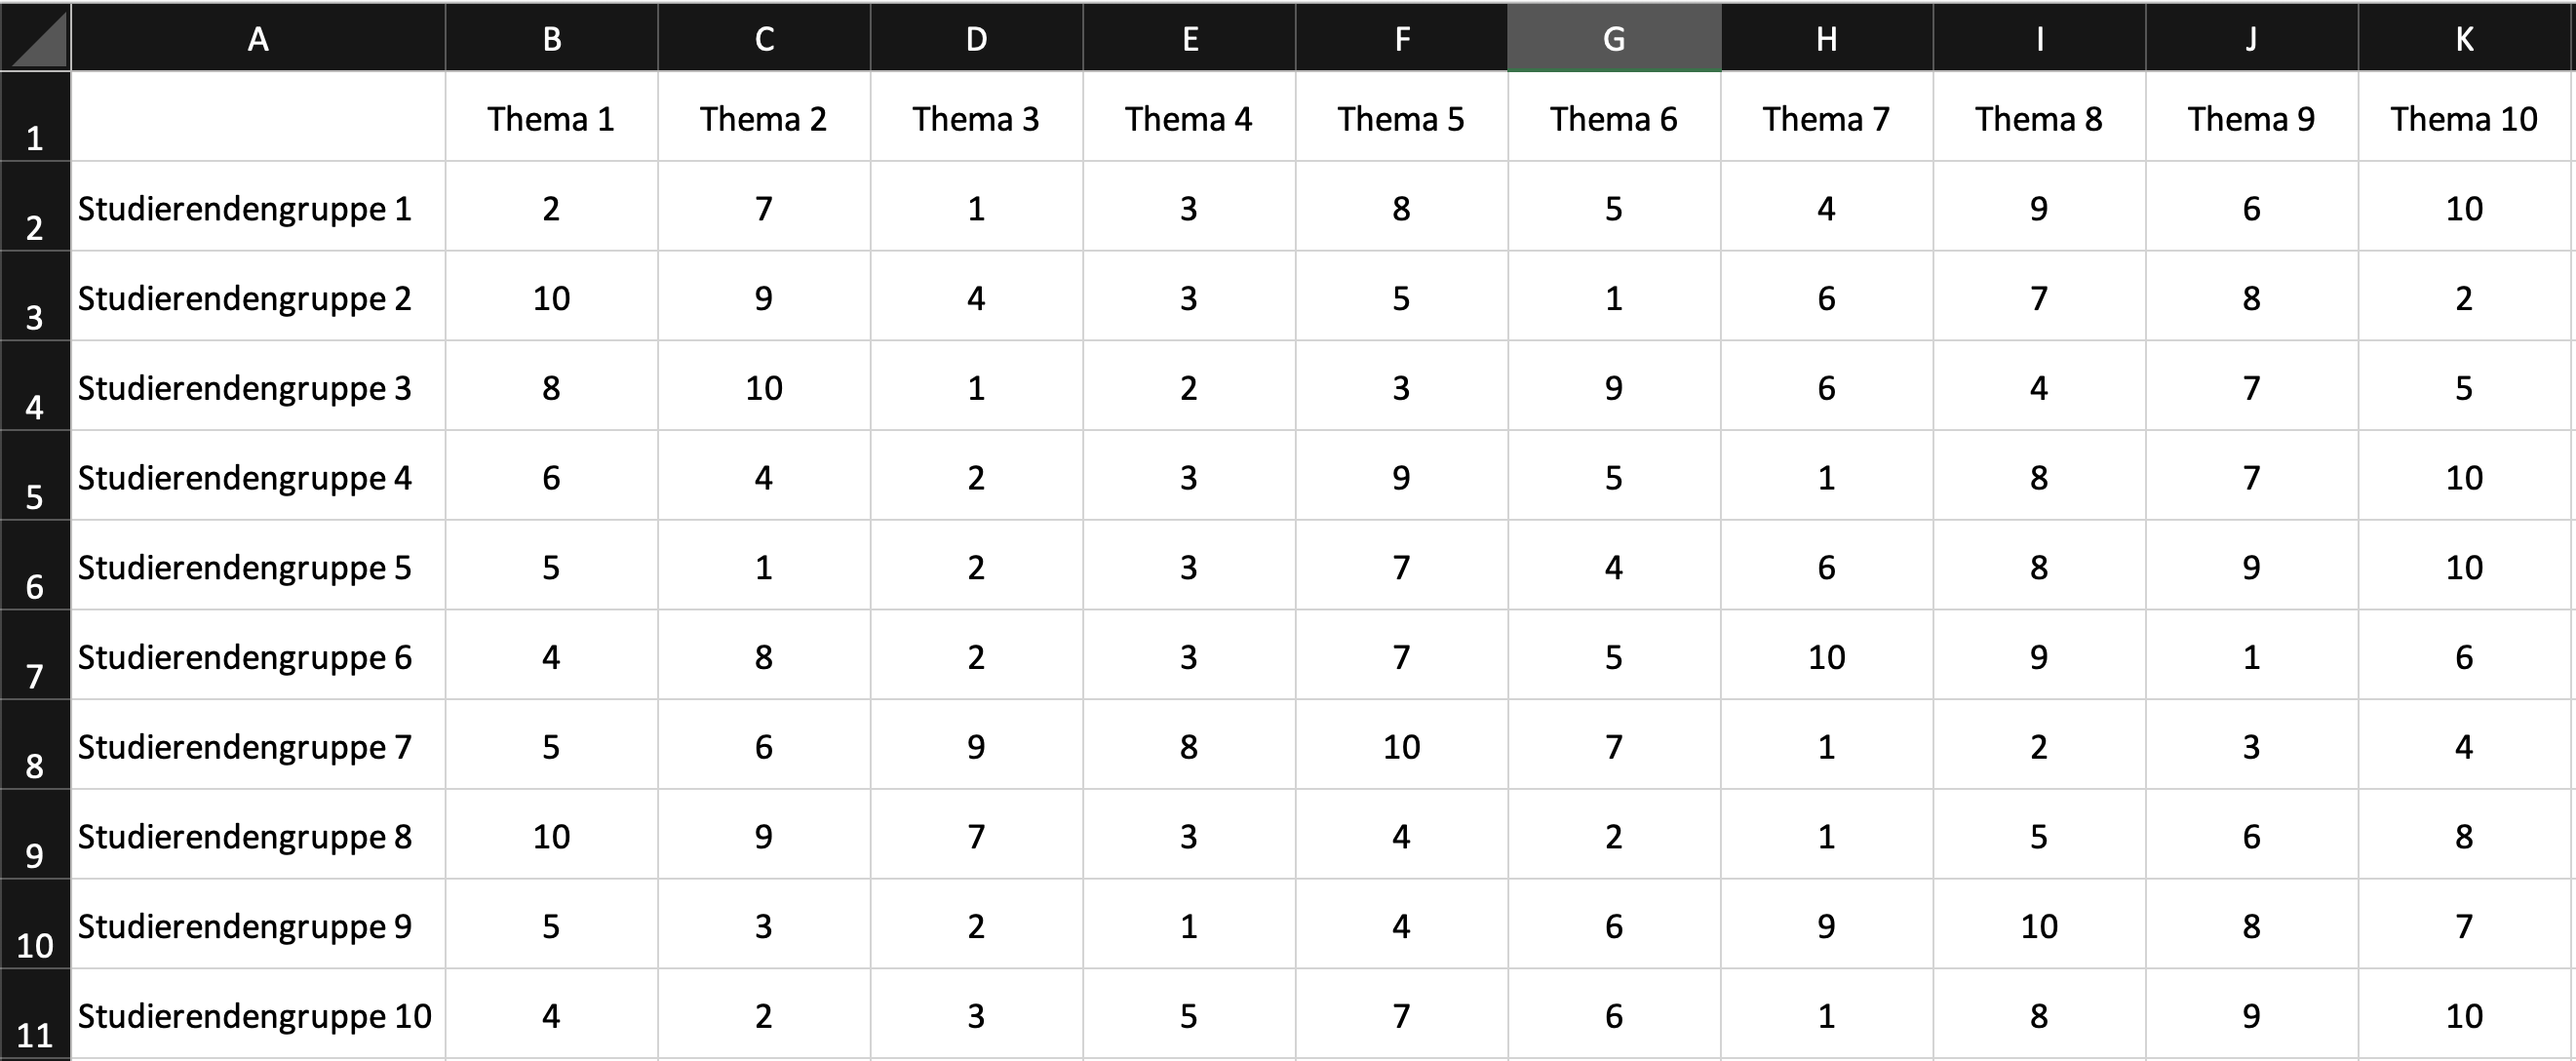 A B C D E F G H I J K
1 Thema 1 Thema 2 Thema 3 Thema 4 Thema 5 Thema 6 Thema 7 Thema 8 Thema 9 Thema 10
2 Studierendengruppe 1 2 7 1 3 8 5 4 9 6 10
3 Studierendengruppe 2 10 9 4 3 5 1 6 7 8 2
4 Studierendengruppe 3 8 10 1 2 3 9 6 4 7 5
5 Studierendengruppe 4 6 4 2 3 9 5 1 8 7 10
6 Studierendengruppe 5 5 1 2 3 7 4 6 8 9 10
7 Studierendengruppe 6 4 8 2 3 7 5 10 9 1 6
8 Studierendengruppe 7 5 6 9 8 10 7 1 2 3 4
9 Studierendengruppe 8 10 9 7 3 4 2 1 5 6 8
10 Studierendengruppe 9 5 3 2 1 4 6 9 10 8 7
11 Studierendengruppe 10 4 2 3 5 7 6 1 8 9 10